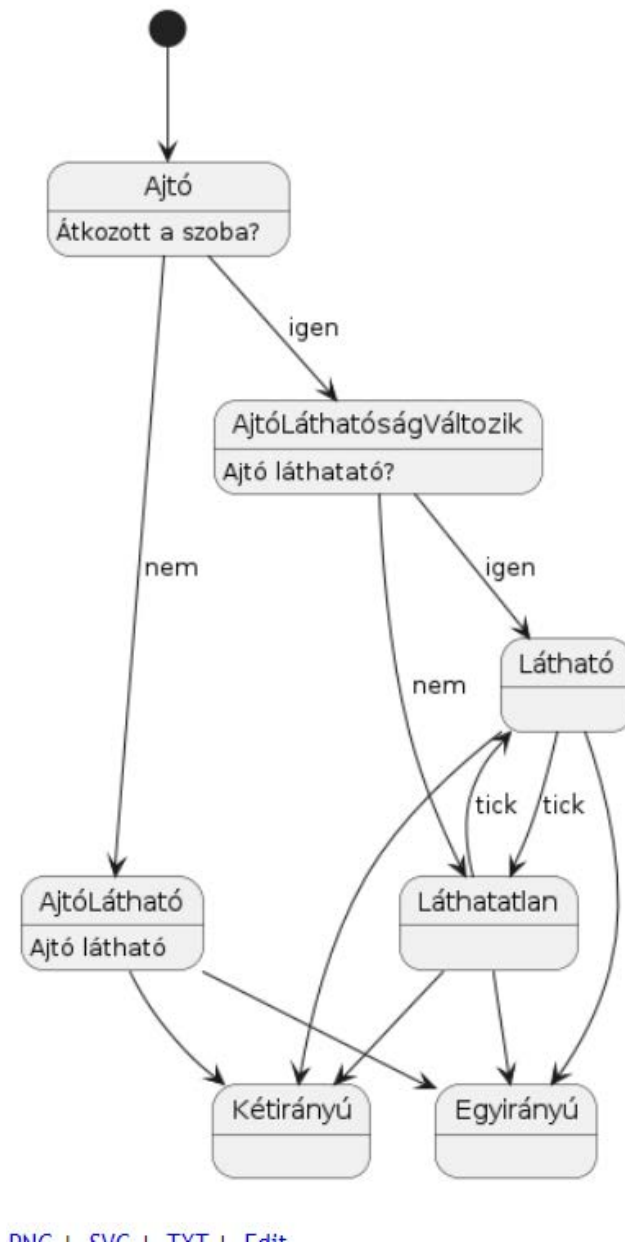 Ajtó
Átkozott a szoba?
igen
AjtóLáthatóságVáltozik
Ajtó láthatató?
nem
igen
Látható
nem
tick
tick
AjtóLátható
Ajtó látható
Láthatatlan
Kétirányú
Egyirányú
PNG | SVG | TXT | Edit